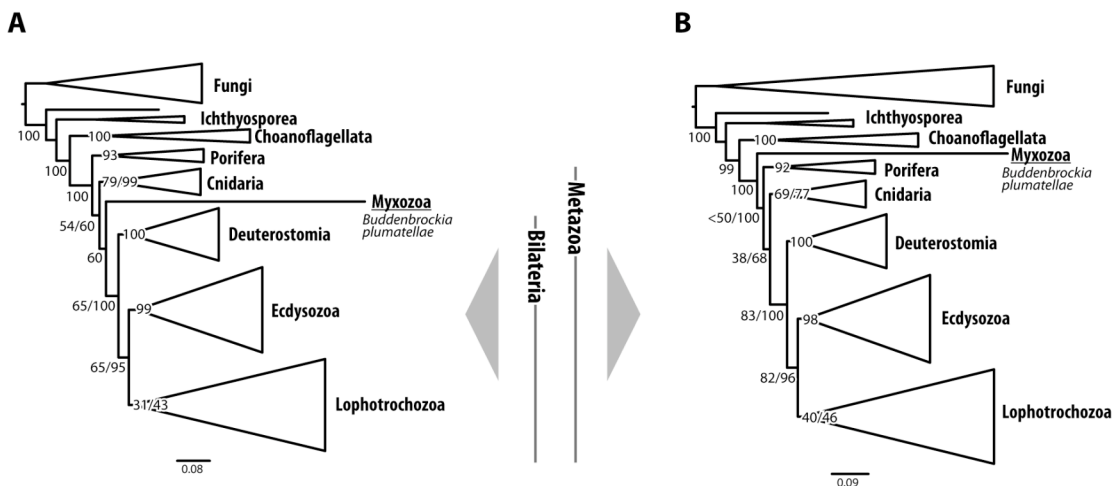 A
Fungi
Ichthyosporea
100
100
Choanoflagellata
93
Porifera
100
79/99
Cnidaria
100
Myxozoa
Buddenbrockia
plumatellae
54/60
100
Deuterostomia
60
65/100
99
Ecdysozoa
65/95
31/43
Lophotrochozoa
0.08
Metazoa
Bilateria
B
Fungi
Ichthyosporea
100
100
Choanoflagellata
Myxozoa
Buddenbrockia
plumatellae
99
92
Porifera
100
69/77
Cnidaria
<50/100
100
Deuterostomia
38/68
83/100
98
Ecdysozoa
82/96
40/46
Lophotrochozoa
0.09